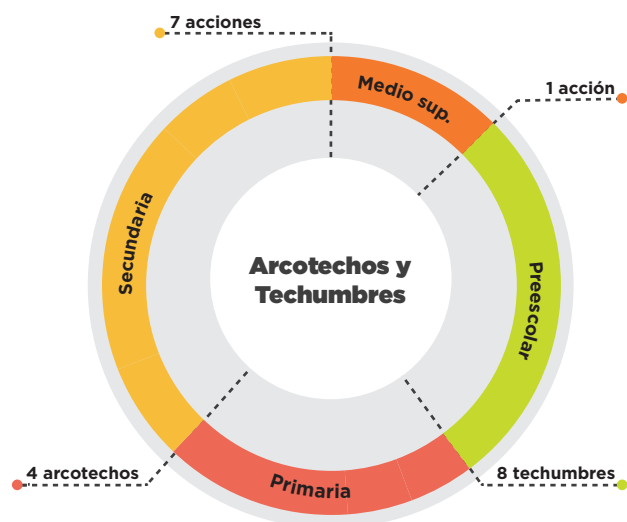 7 acciones
Medio sup.
1 acción
Secundaria
Arcotechos y
Techumbres
Preescolar
4 arcotechos
Primaria
8 techumbres